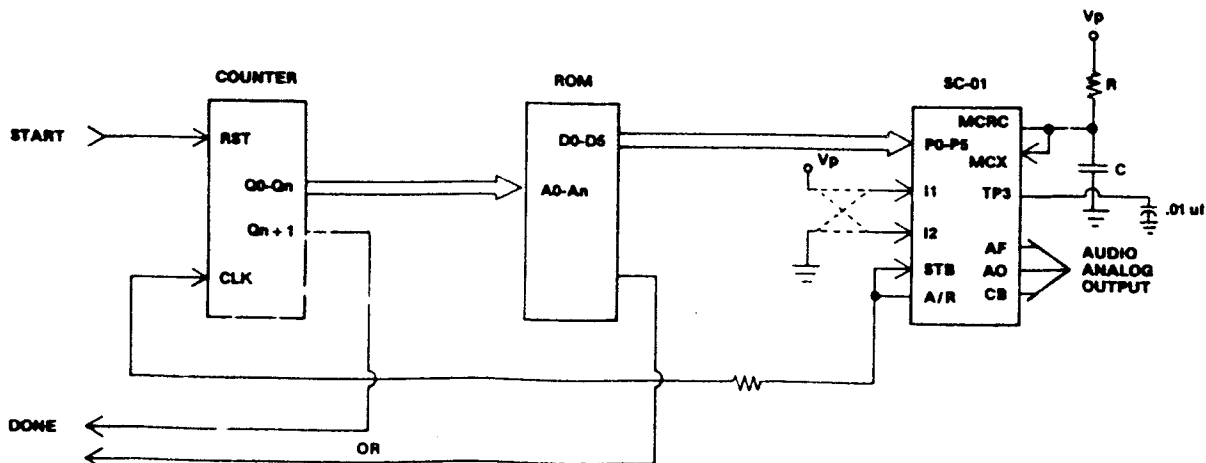 Vp
COUNTER
ROM
SC-01
R
START
RST
D0-D5
MCRC
P0-P5
MCX
Vp
C
Q0-Qn
A0-An
I1
TP3
.01 uf
Qn + 1
I2
AF
AUDIO
ANALOG
OUTPUT
CLK
STB
AO
A/R
CB
DONE
OR